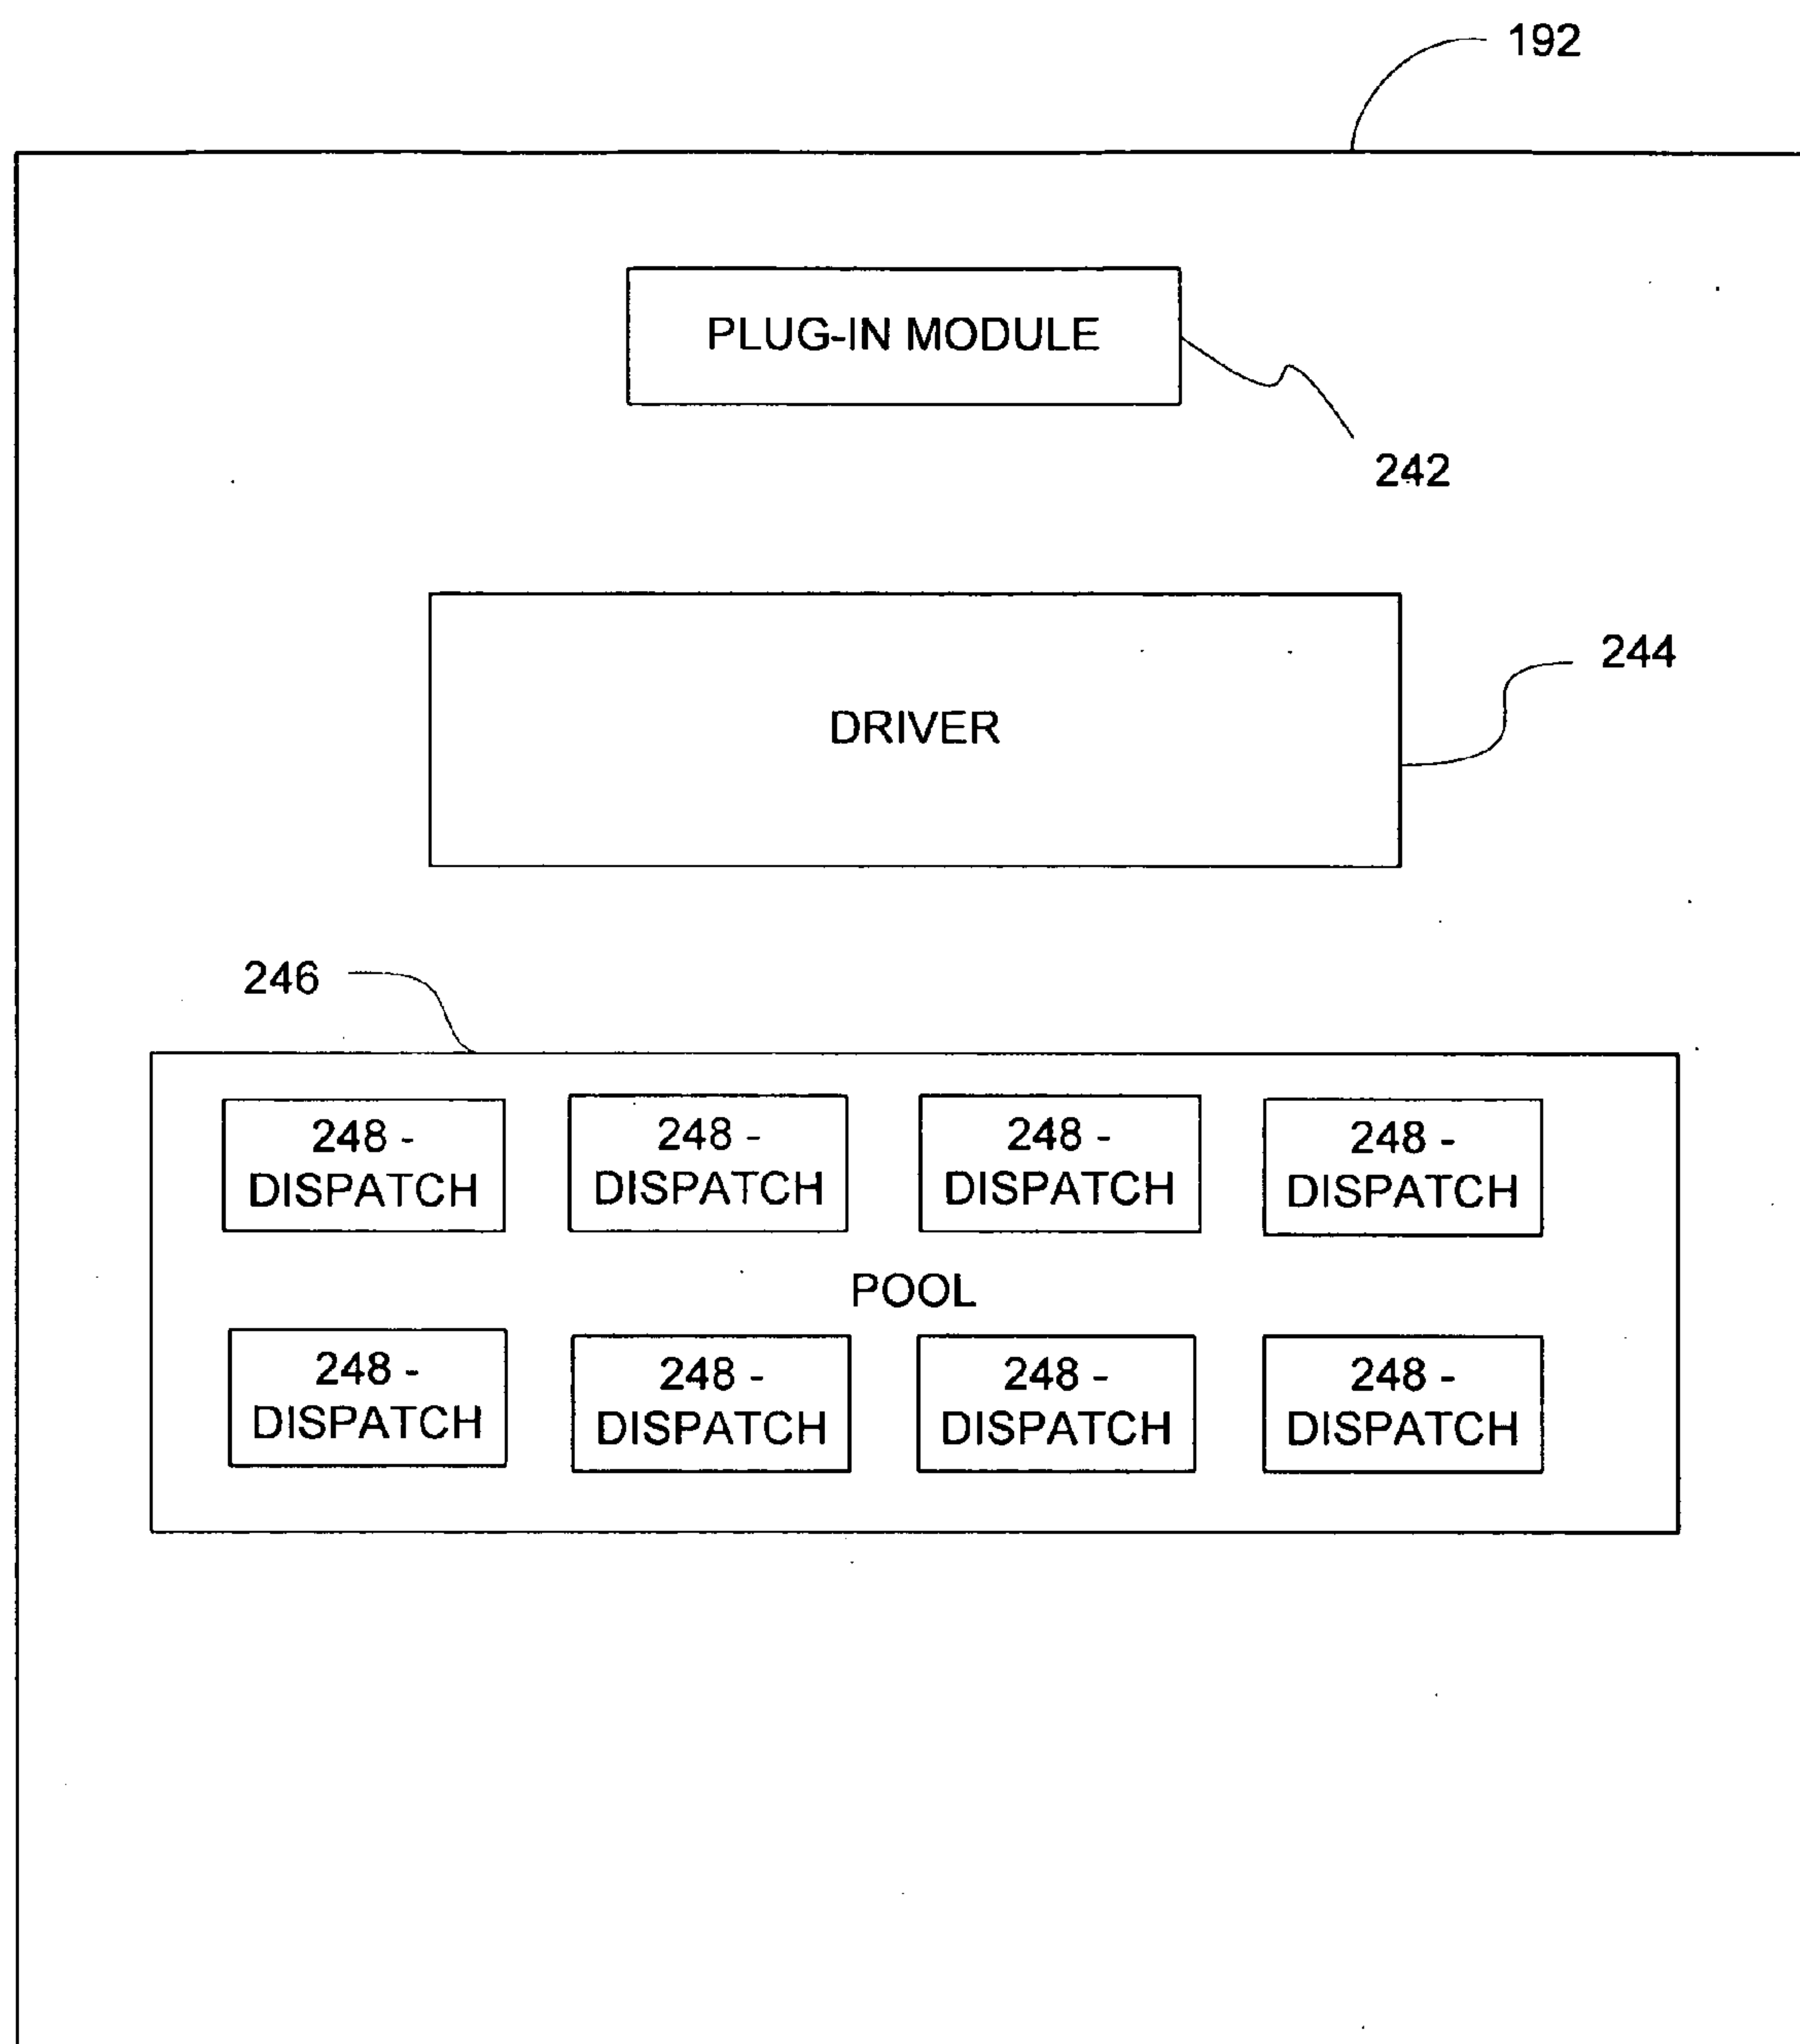 192
PLUG-IN MODULE
242
244
DRIVER
246
248 -
DISPATCH
248 -
DISPATCH
248 -
DISPATCH
248 -
DISPATCH
POOL
248 -
DISPATCH
248 -
DISPATCH
248 -
DISPATCH
248 -
DISPATCH